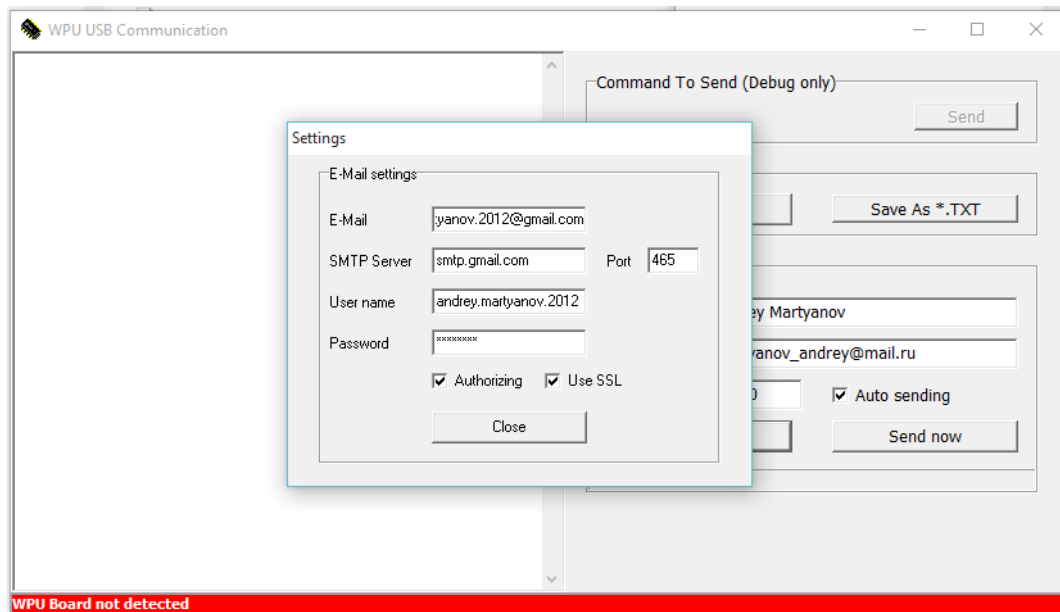 WPU USB Communication
Command To Send (Debug only)
Send
Settings
E-Mail settings
E-Mail yanov.2012@gmail.com
SMTP Server smtp.gmail.com Port 465
User name andrey.martyanov.2012
Password xxxxxxxx
Authorizing Use SSL
Close
Save As *.TXT
ey Martyanov
yanov_andrey@mail.ru
Auto sending
Send now
WPU Board not detected